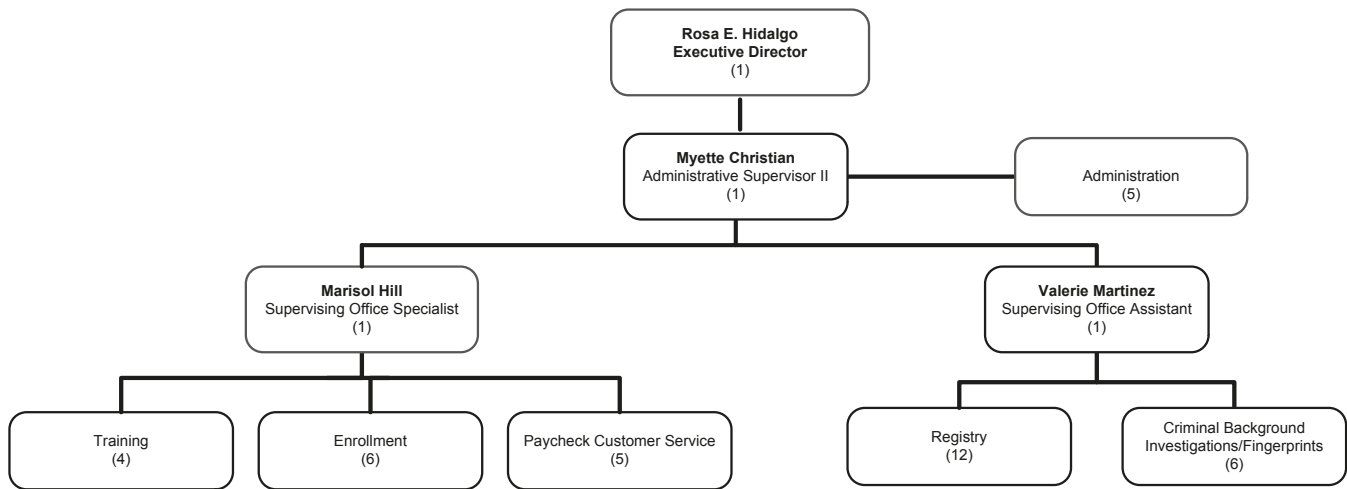 Rosa E. Hidalgo
Executive Director
(1)
Myette Christian
Administrative Supervisor II
(1)
Administration
(5)
Marisol Hill
Supervising Office Specialist
(1)
Valerie Martinez
Supervising Office Assistant
(1)
Training
(4)
Enrollment
(6)
Paycheck Customer Service
(5)
Registry
(12)
Criminal Background
Investigations/Fingerprints
(6)